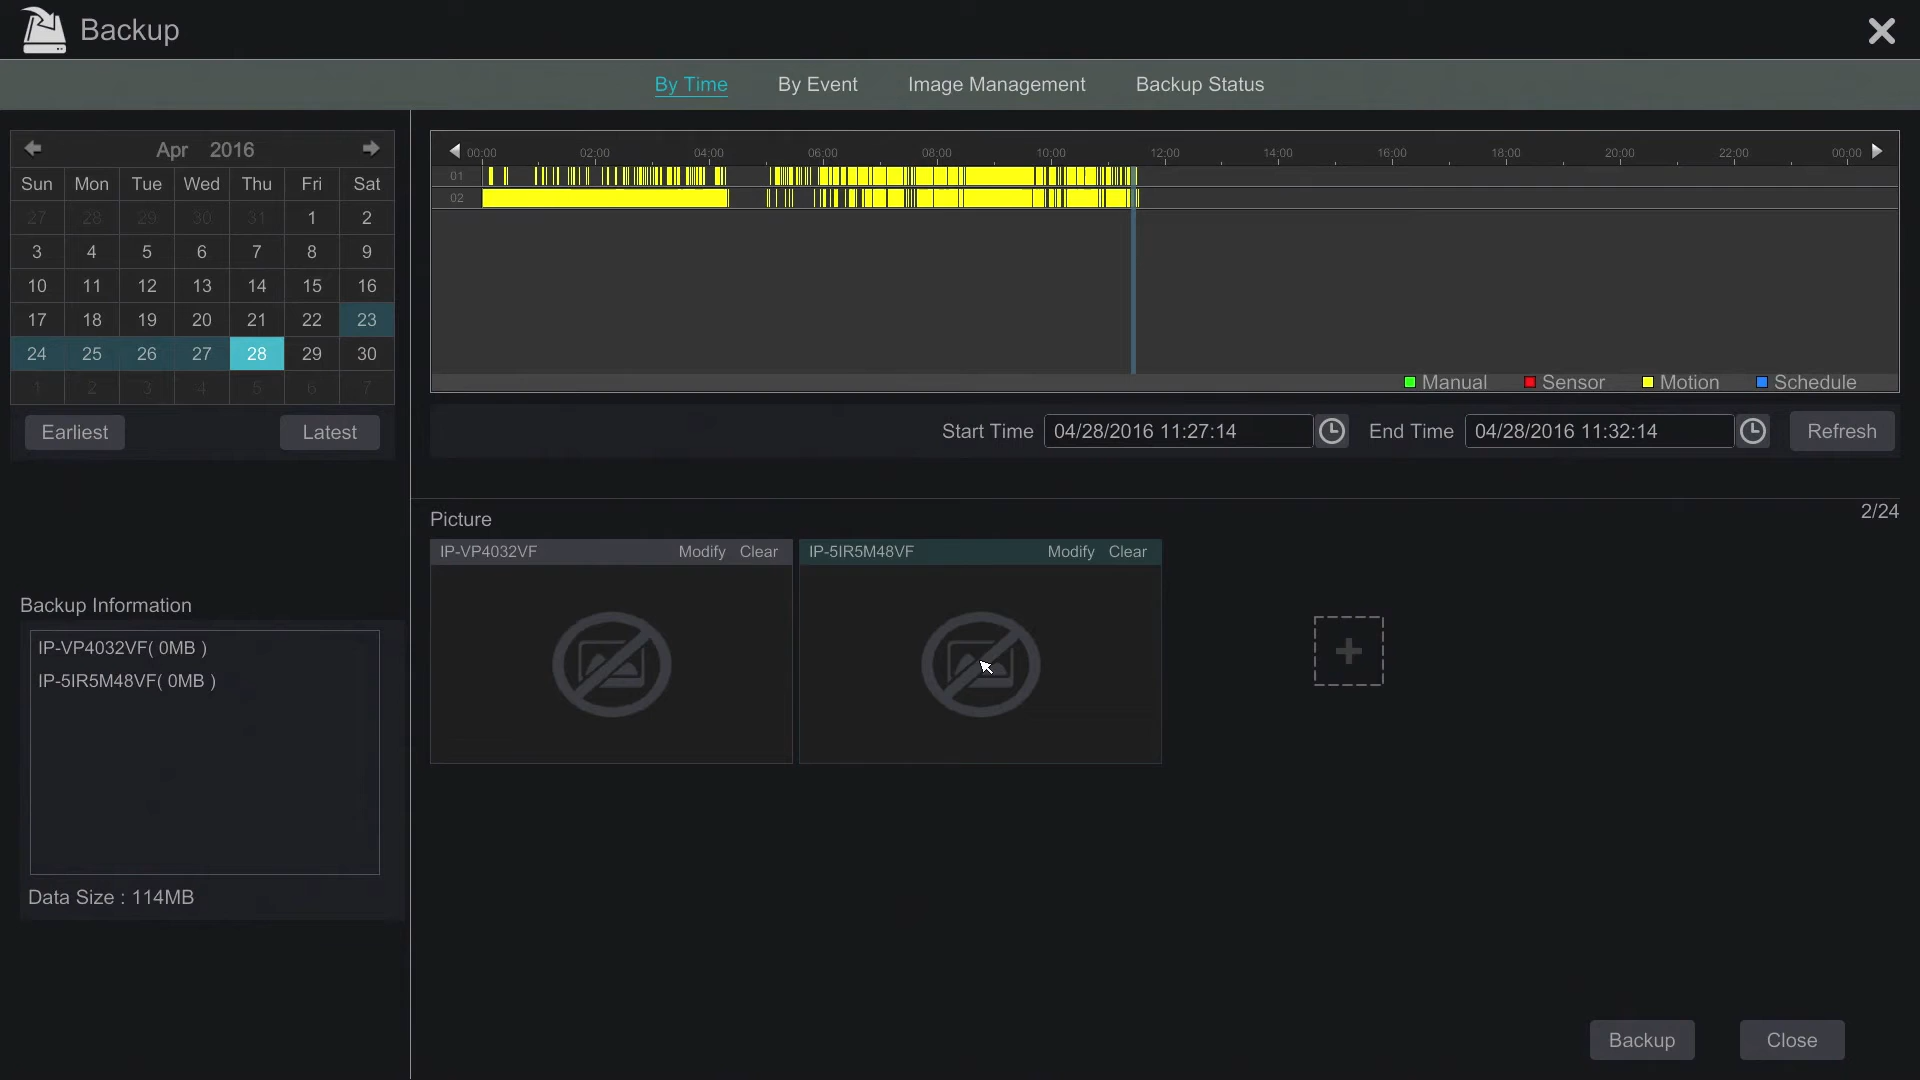 Backup
By Time By Event Image Management Backup Status
Apr 2016
Sun Mon Tue Wed Thu Fri Sat
27 28 29 30 31 1 2
3 4 5 6 7 8 9
10 11 12 13 14 15 16
17 18 19 20 21 22 23
24 25 26 27 28 29 30
1 2 3 4 5 6 7
Earliest Latest
00:00 02:00 04:00 06:00 08:00 10:00 12:00 14:00 16:00 18:00 20:00 22:00 00:00
01
02
Manual Sensor Motion Schedule
Start Time 04/28/2016 11:27:14 End Time 04/28/2016 11:32:14 Refresh
Picture 2/24
IP-VP4032VF Modify Clear IP-5IR5M48VF Modify Clear
Backup Information
IP-VP4032VF( 0MB )
IP-5IR5M48VF( 0MB )
Data Size : 114MB
Backup Close